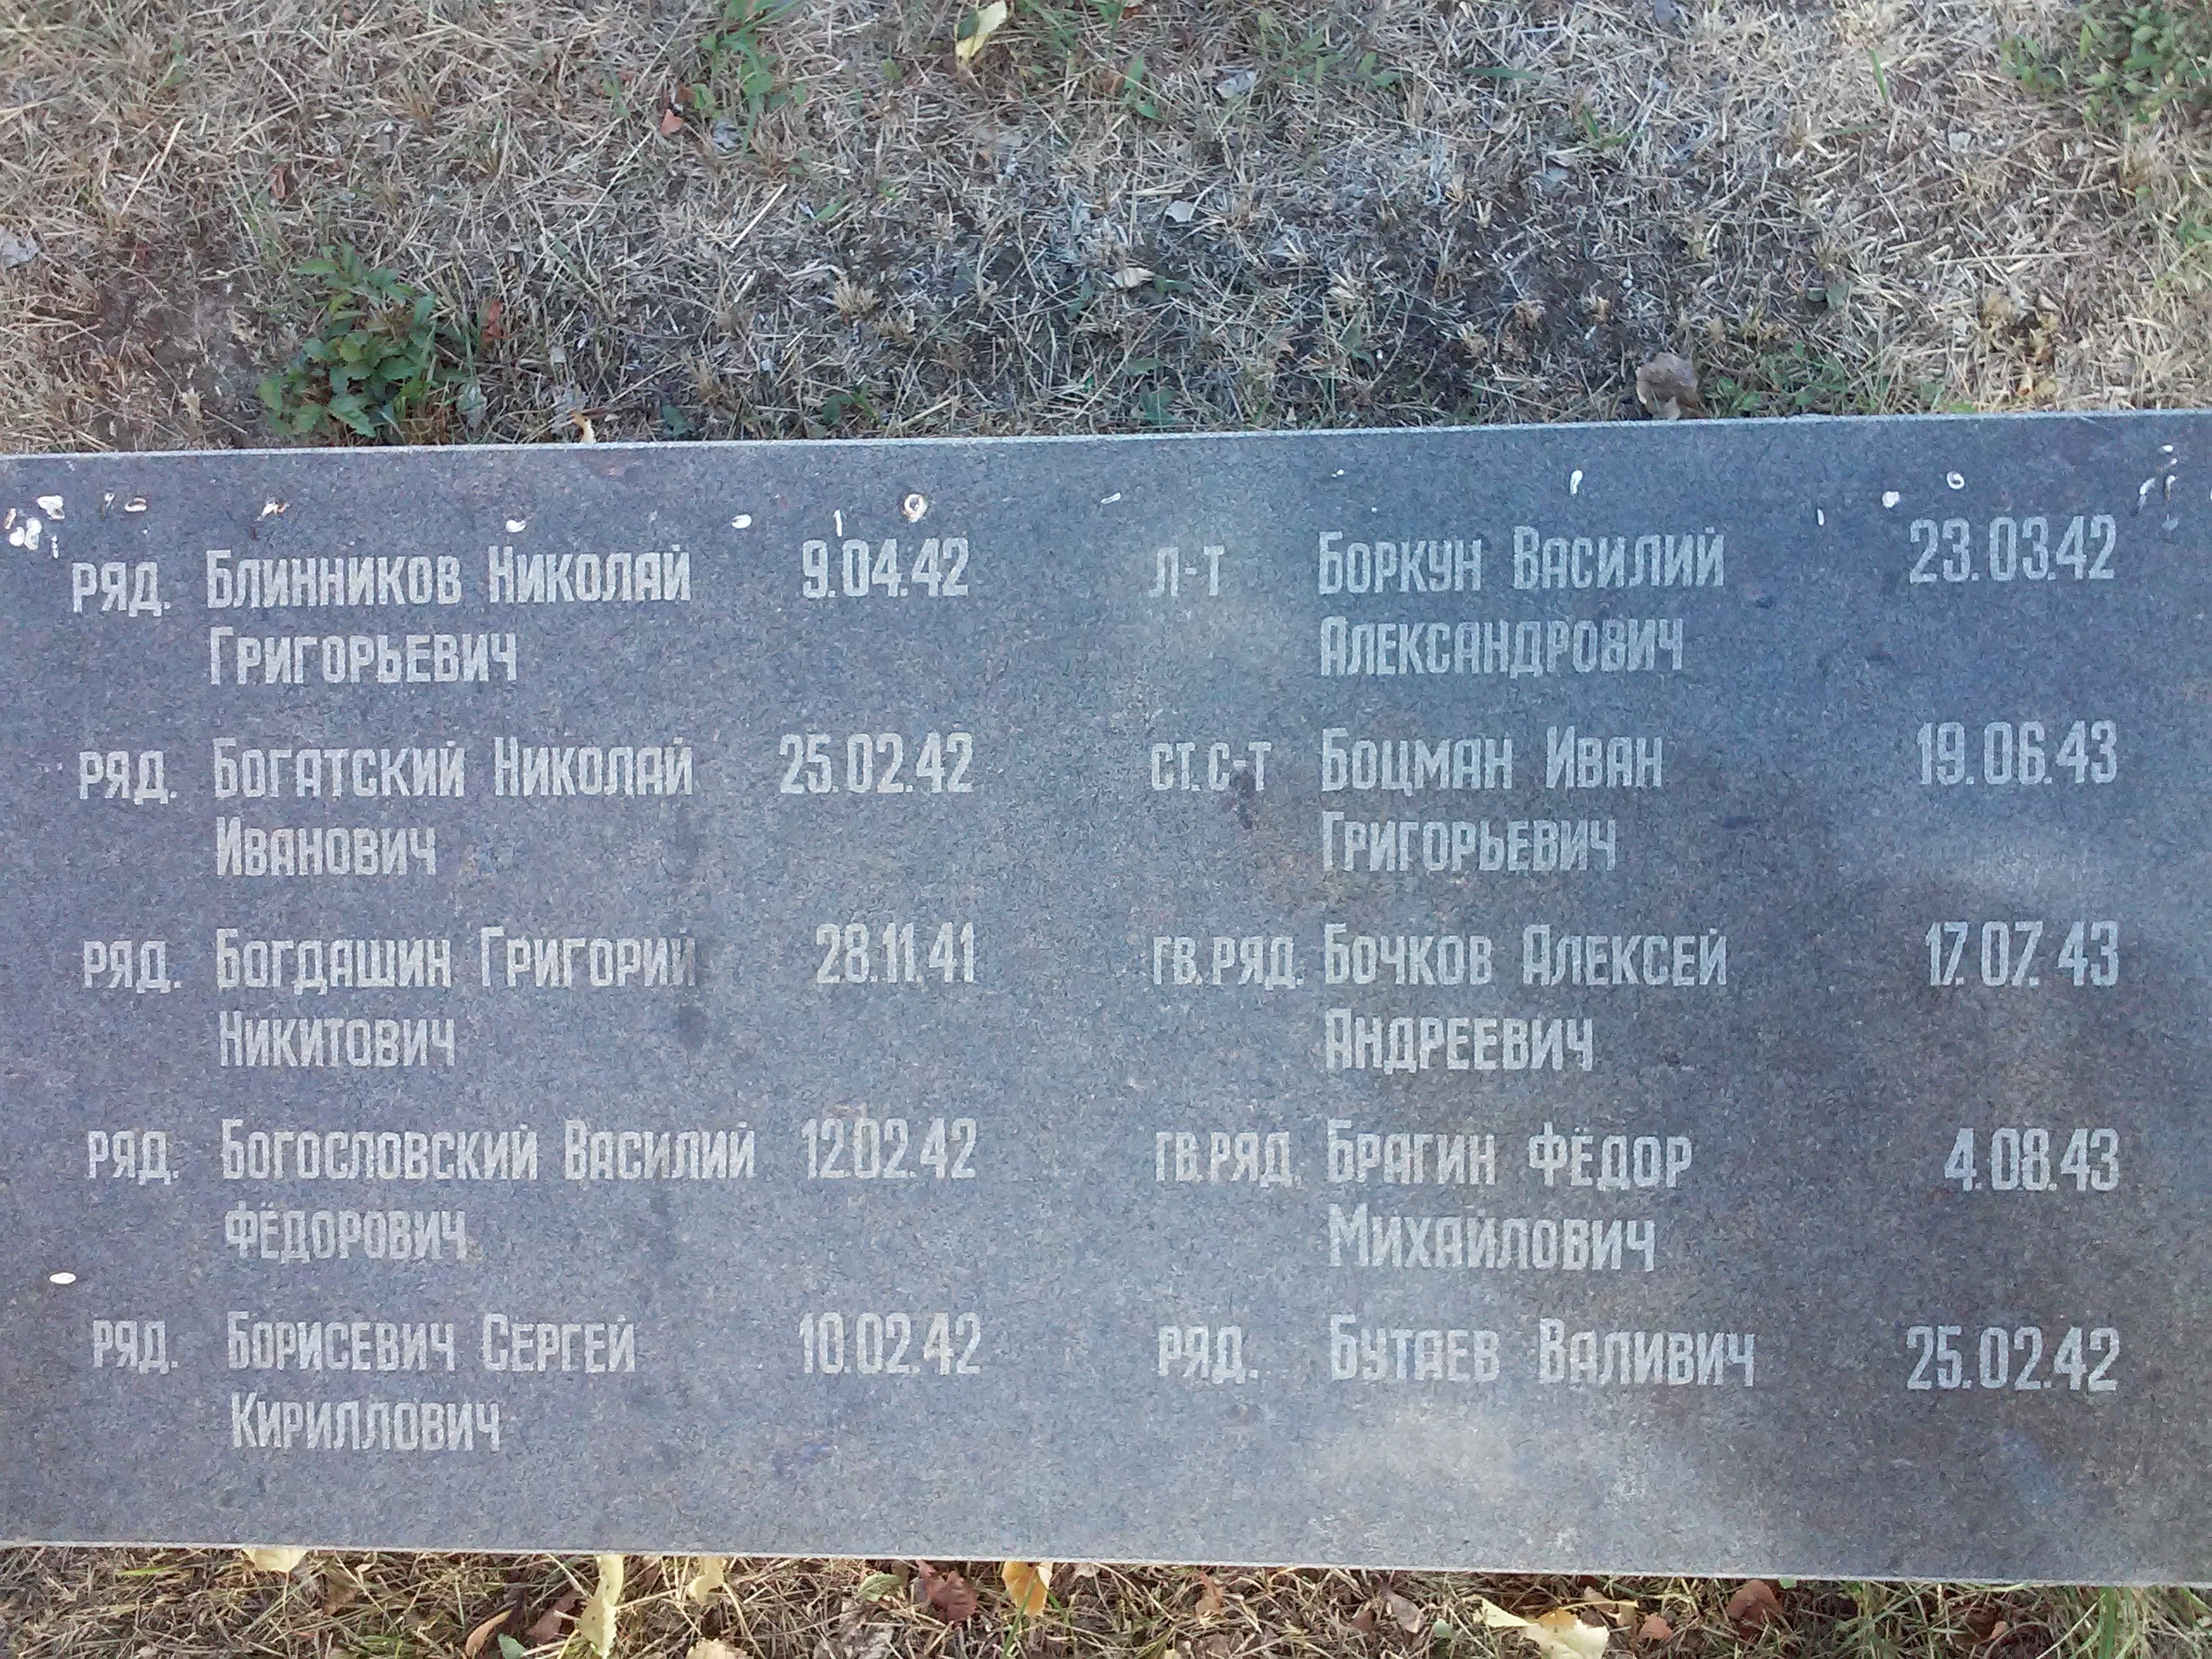 ряд. Блинников Николай 9.04.42
Григорьевич
ряд. Богатский Николай 25.02.42
Иванович
ряд. Богдашин Григорий 28.11.41
Никитович
ряд. Богословский Василий 12.02.42
Фёдорович
ряд. Борисевич Сергей 10.02.42
Кириллович
л-т Боркун Василий 23.03.42
Александрович
ст. с-т Боцман Иван 19.06.43
Григорьевич
гв. ряд. Бочков Алексей 17.07.43
Андреевич
гв. ряд. Брагин Фёдор 4.08.43
Михайлович
ряд. Бутаев Валивич 25.02.42